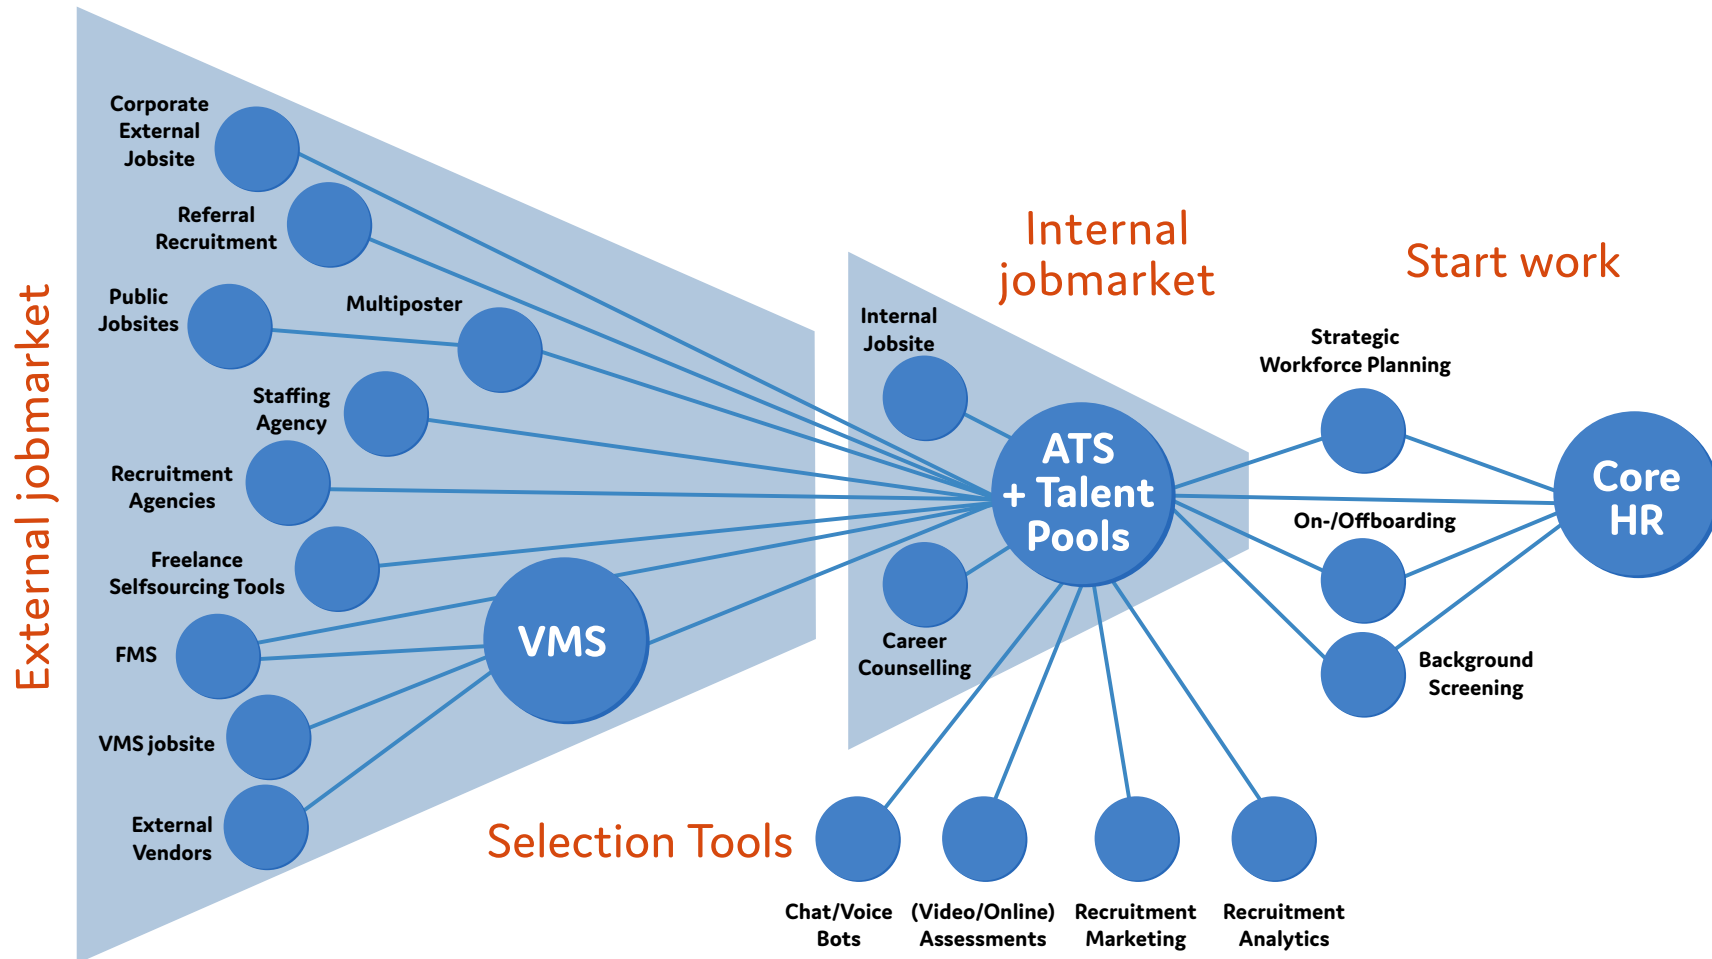 External jobmarket
Corporate
External
Jobsite
Referral
Recruitment
Public
Jobsites
Multiposter
Staffing
Agency
Recruitment
Agencies
Freelance
Selfsourcing Tools
FMS
VMS
VMS jobsite
External
Vendors
Internal
jobmarket
Internal
Jobsite
ATS
+ Talent
Pools
Career
Counselling
Start work
Strategic
Workforce Planning
On-/Offboarding
Background
Screening
Core
HR
Selection Tools
Chat/Voice
Bots
(Video/Online)
Assessments
Recruitment
Marketing
Recruitment
Analytics